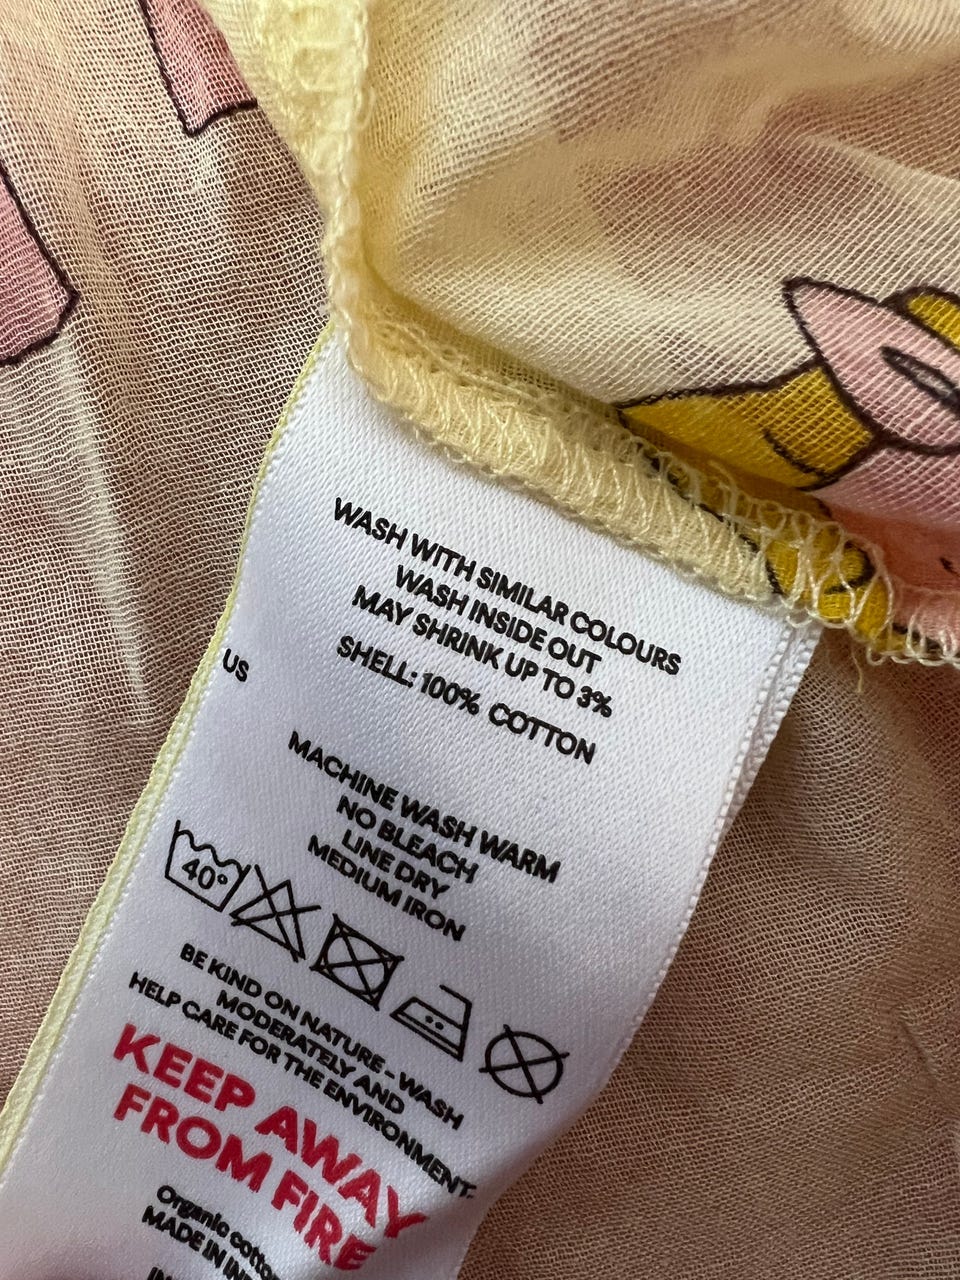 WASH WITH SIMILAR COLOURS
WASH INSIDE OUT
MAY SHRINK UP TO 3%
US
SHELL: 100% COTTON
MACHINE WASH WARM
NO BLEACH
LINE DRY
MEDIUM IRON
40°
BE KIND ON NATURE - WASH
MODERATELY AND
HELP CARE FOR THE ENVIRONMENT.
KEEP AWAY
FROM FIRE
Organic
MADE IN